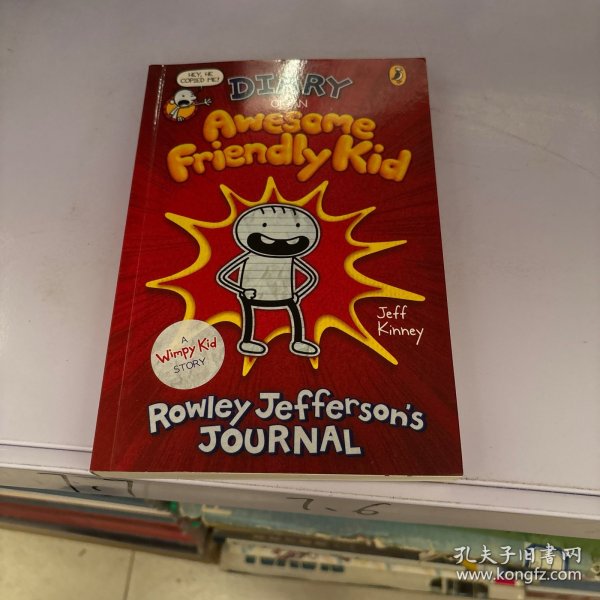 HEY, HE
COPIED ME!
DIARY
OF AN
Awesome
Friendly Kid
Jeff
Kinney
A
Wimpy Kid
STORY
Rowley Jefferson's
JOURNAL
7.6
孔夫子旧书网
www.kongfz.com